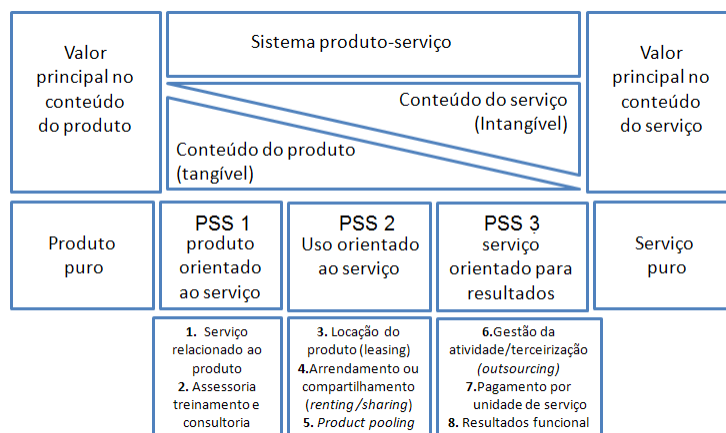 Valor
principal no
conteúdo
do produto
Sistema produto-serviço
Conteúdo do serviço
(Intangível)
Conteúdo do produto
(tangível)
Valor
principal no
conteúdo
do serviço
Produto
puro
PSS 1
produto
orientado
ao serviço
PSS 2
Uso orientado
ao serviço
PSS 3
serviço
orientado para
resultados
Serviço
puro
1. Serviço
relacionado ao
produto
2. Assessoria
treinamento e
consultoria
3. Locação do
produto (leasing)
4.Arrendamento ou
compartilhamento
(renting/sharing)
5. Product pooling
6.Gestão da
atividade/terceirização
(outsourcing)
7.Pagamento por
unidade de serviço
8. Resultados funcional